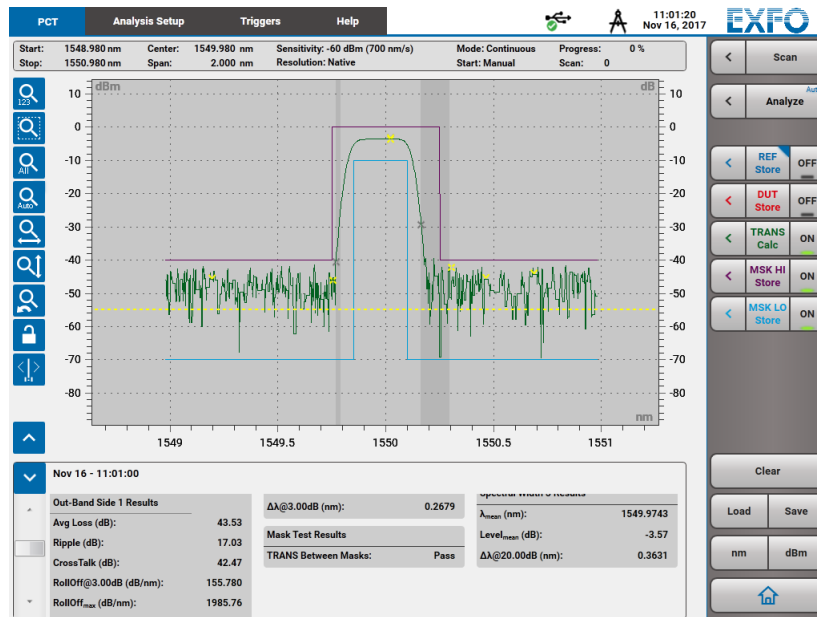 PCT Analysis Setup Triggers Help
11:01:20
Nov 16, 2017
EXFO
Start: 1548.980 nm Center: 1549.980 nm Sensitivity: -60 dBm (700 nm/s) Mode: Continuous Progress: 0 %
Stop: 1550.980 nm Span: 2.000 nm Resolution: Native Start: Manual Scan: 0
123
All
Auto
dBm
dB
10
0
-10
-20
-30
-40
-50
-60
-70
-80
10
0
-10
-20
-30
-40
-50
-60
-70
-80
nm
1549 1549.5 1550 1550.5 1551
Scan
Aut
Analyze
REF
Store
OFF
DUT
Store
OFF
TRANS
Calc
ON
MSK HI
Store
ON
MSK LO
Store
ON
Clear
Load Save
nm dBm
Nov 16 - 11:01:00
Out-Band Side 1 Results
Avg Loss (dB): 43.53
Ripple (dB): 17.03
CrossTalk (dB): 42.47
RollOff@3.00dB (dB/nm): 155.780
RollOffmax (dB/nm): 1985.76
Δλ@3.00dB (nm): 0.2679
Mask Test Results
TRANS Between Masks: Pass
Spectral Width 3 Results
λmean (nm): 1549.9743
Levelmean (dB): -3.57
Δλ@20.00dB (nm): 0.3631